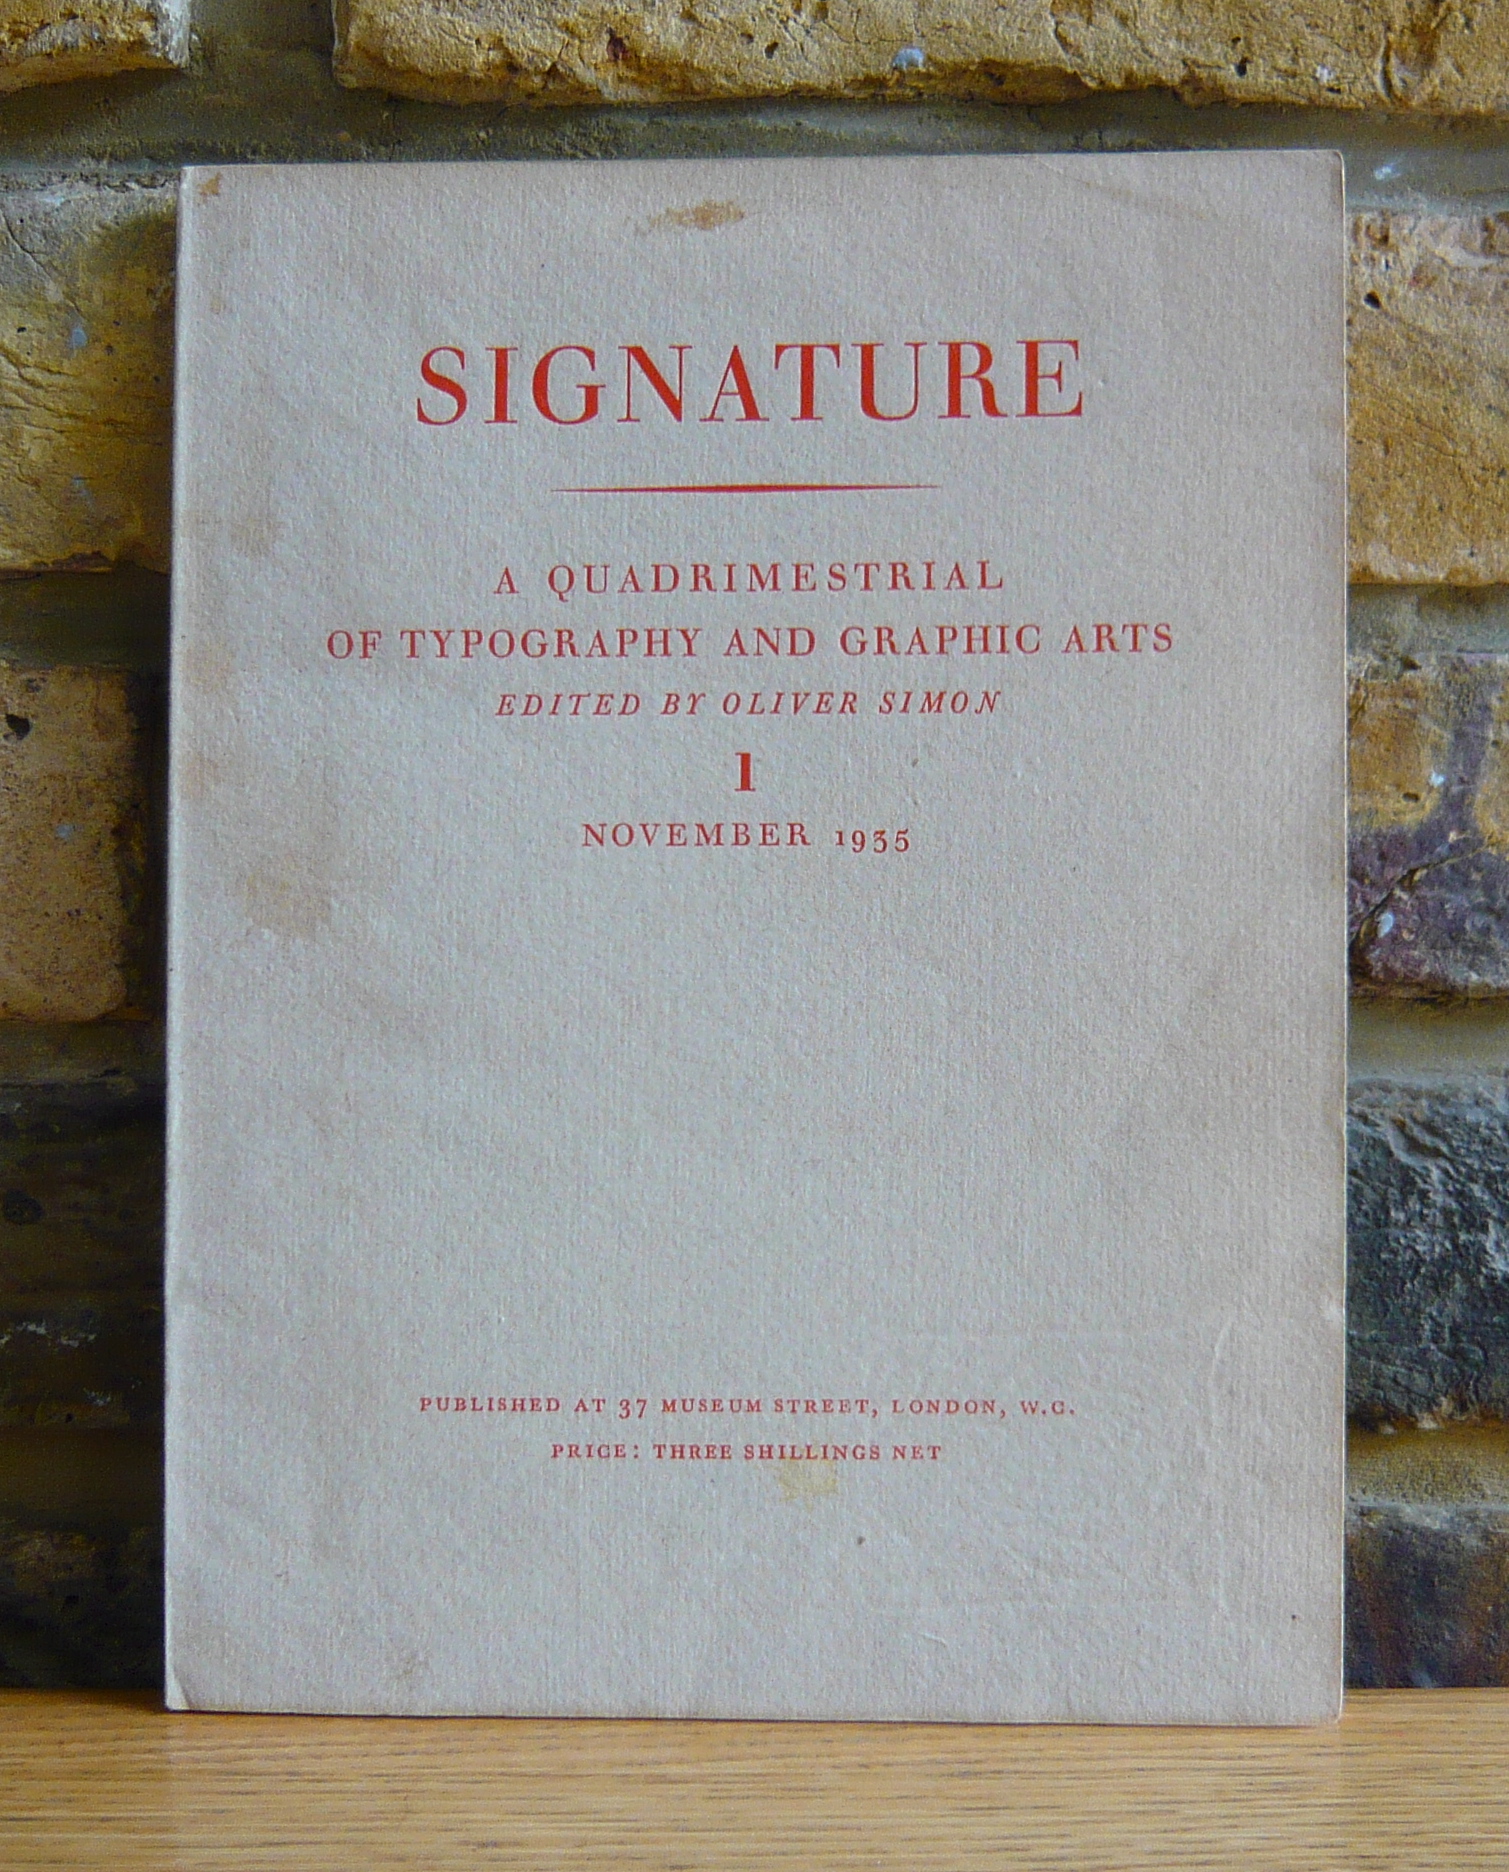 SIGNATURE
A QUADRIMESTRIAL
OF TYPOGRAPHY AND GRAPHIC ARTS
EDITED BY OLIVER SIMON
1
NOVEMBER 1935
PUBLISHED AT 37 MUSEUM STREET, LONDON, W.C.
PRICE: THREE SHILLINGS NET